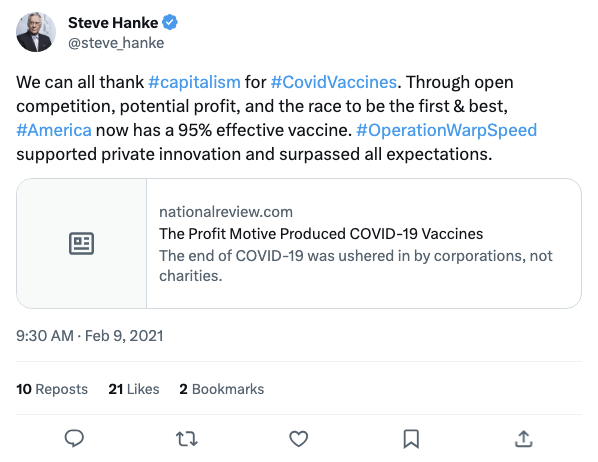 Steve Hanke
@steve_hanke
We can all thank #capitalism for #CovidVaccines. Through open
competition, potential profit, and the race to be the first & best,
#America now has a 95% effective vaccine. #OperationWarpSpeed
supported private innovation and surpassed all expectations.
nationalreview.com
The Profit Motive Produced COVID-19 Vaccines
The end of COVID-19 was ushered in by corporations, not
charities.
9:30 AM · Feb 9, 2021
10 Reposts 21 Likes 2 Bookmarks